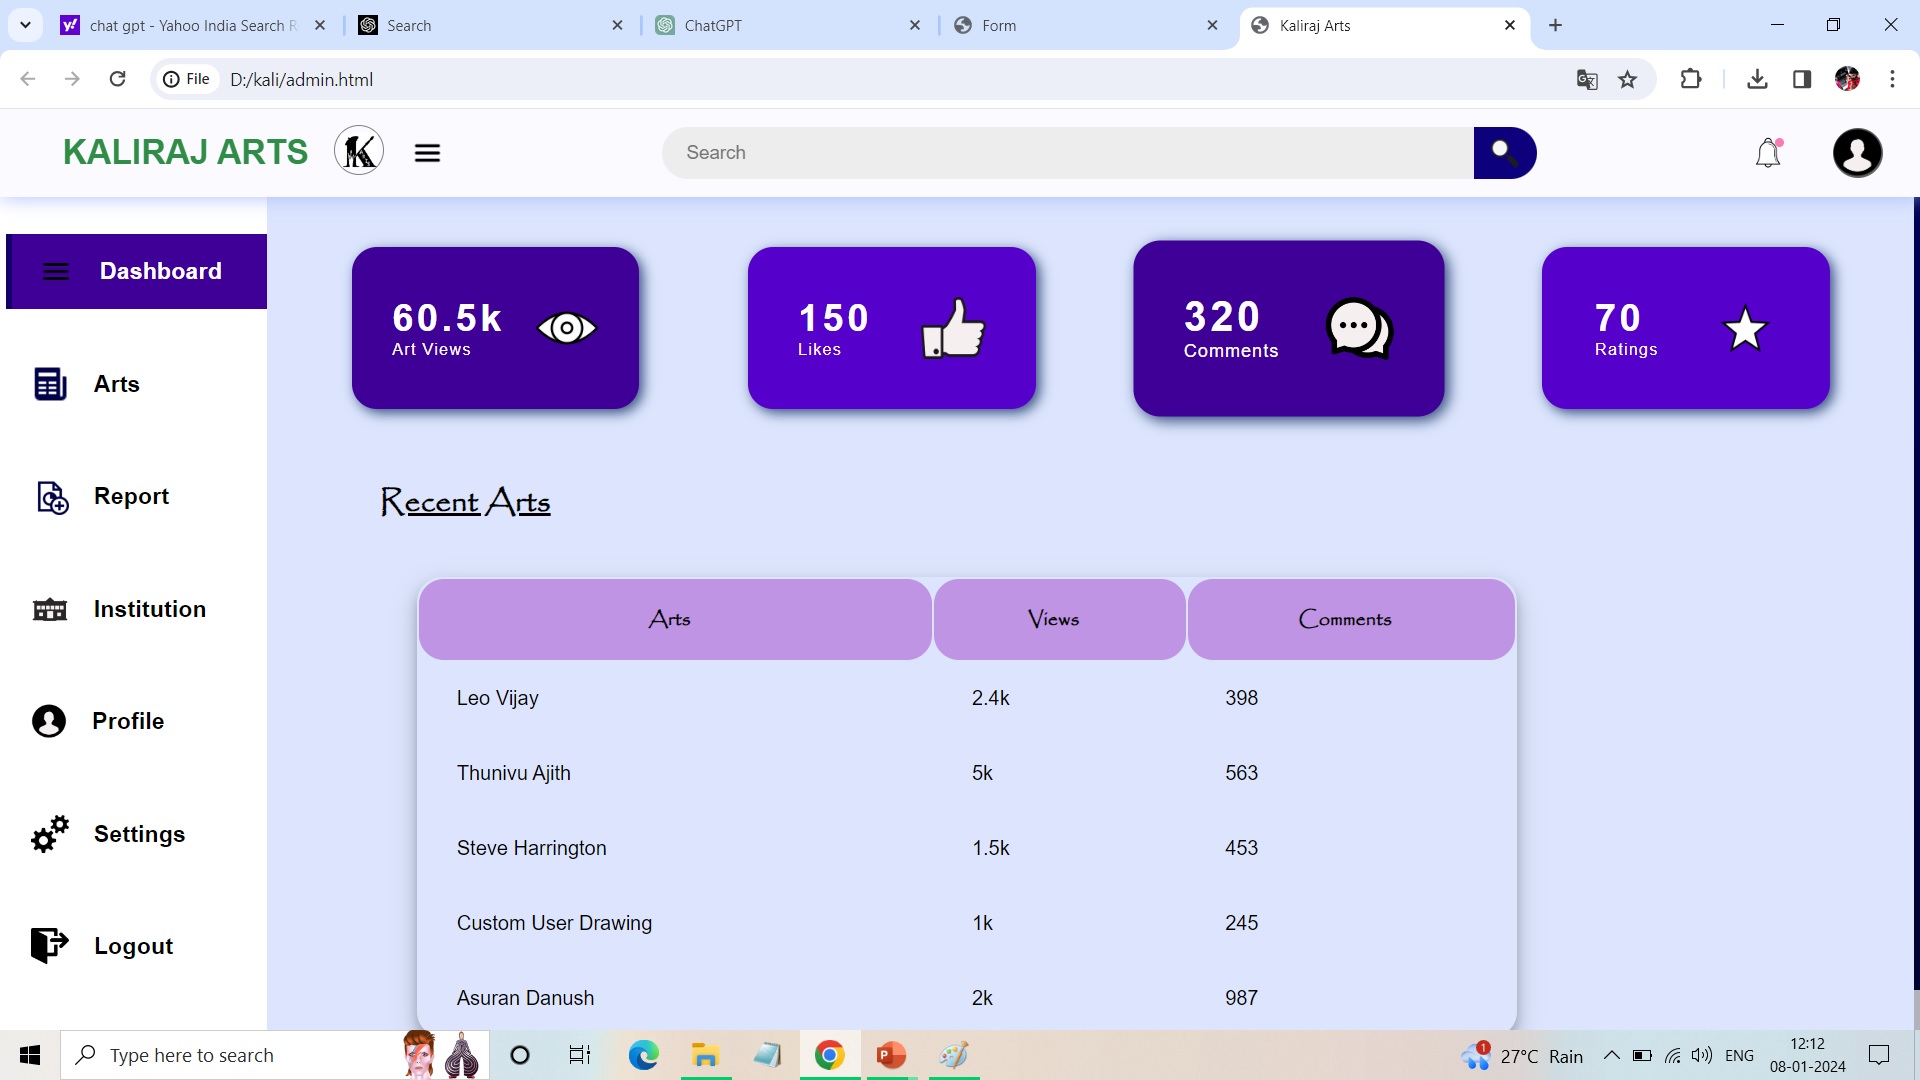 chat gpt - Yahoo India Search R
Search
ChatGPT
Form
Kaliraj Arts
File
D:/kali/admin.html
KALIRAJ ARTS
Search
Dashboard
Arts
Report
Institution
Profile
Settings
Logout
60.5k
Art Views
150
Likes
320
Comments
70
Ratings
Recent Arts
Arts Views Comments
Leo Vijay 2.4k 398
Thunivu Ajith 5k 563
Steve Harrington 1.5k 453
Custom User Drawing 1k 245
Asuran Danush 2k 987
Type here to search
1
27°C Rain
ENG
12:12
08-01-2024